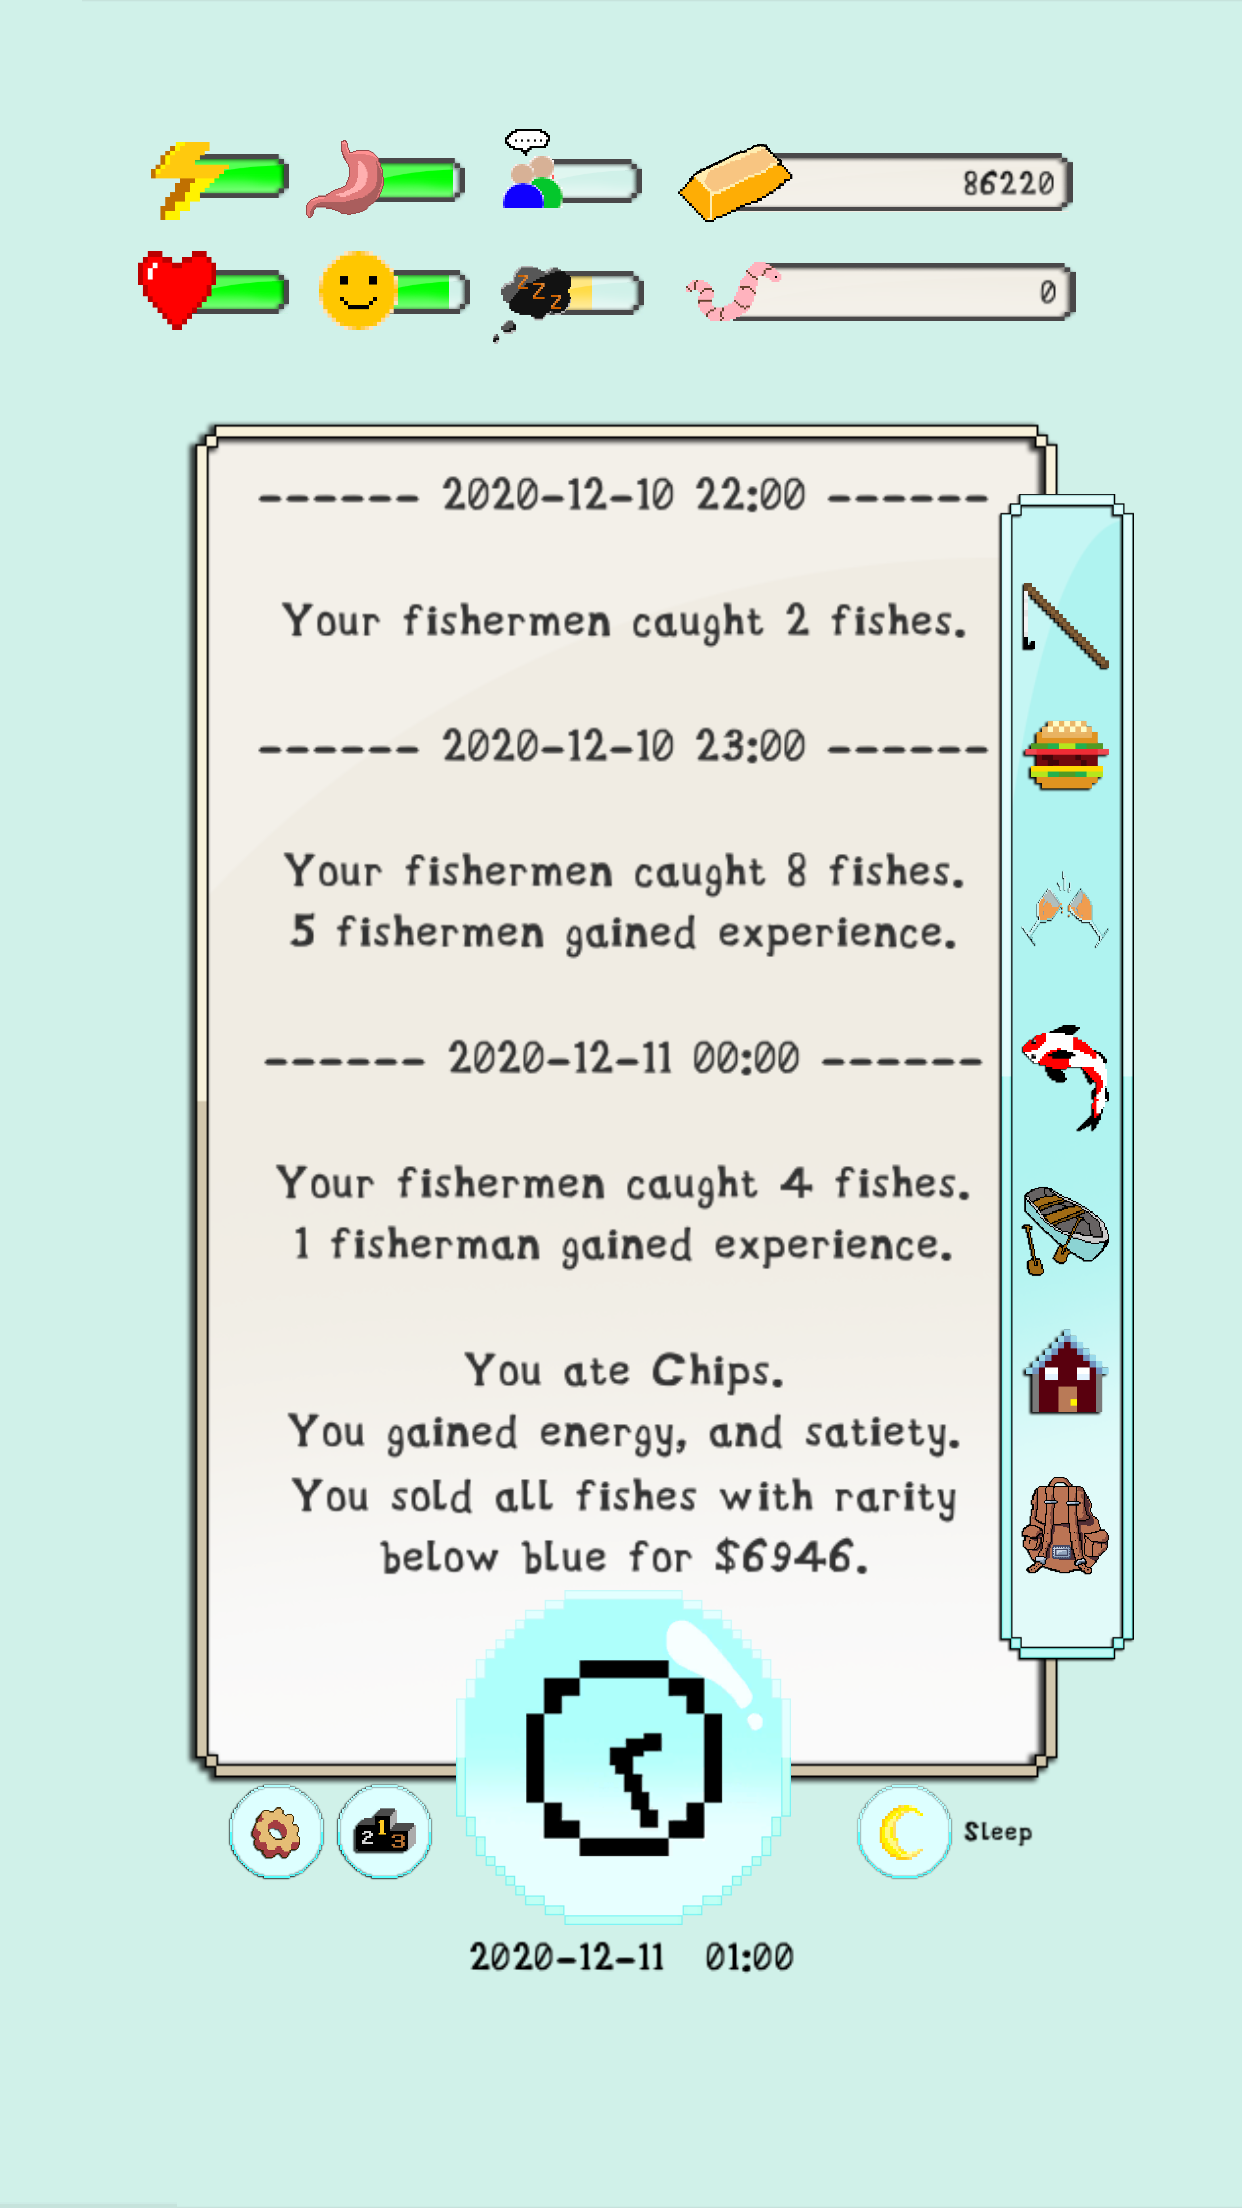 86220
0
------ 2020-12-10 22:00 ------
Your fishermen caught 2 fishes.
------ 2020-12-10 23:00 ------
Your fishermen caught 8 fishes.
5 fishermen gained experience.
------ 2020-12-11 00:00 ------
Your fishermen caught 4 fishes.
1 fisherman gained experience.
You ate Chips.
You gained energy, and satiety.
You sold all fishes with rarity
below blue for $6946.
2 1 3
Sleep
2020-12-11 01:00